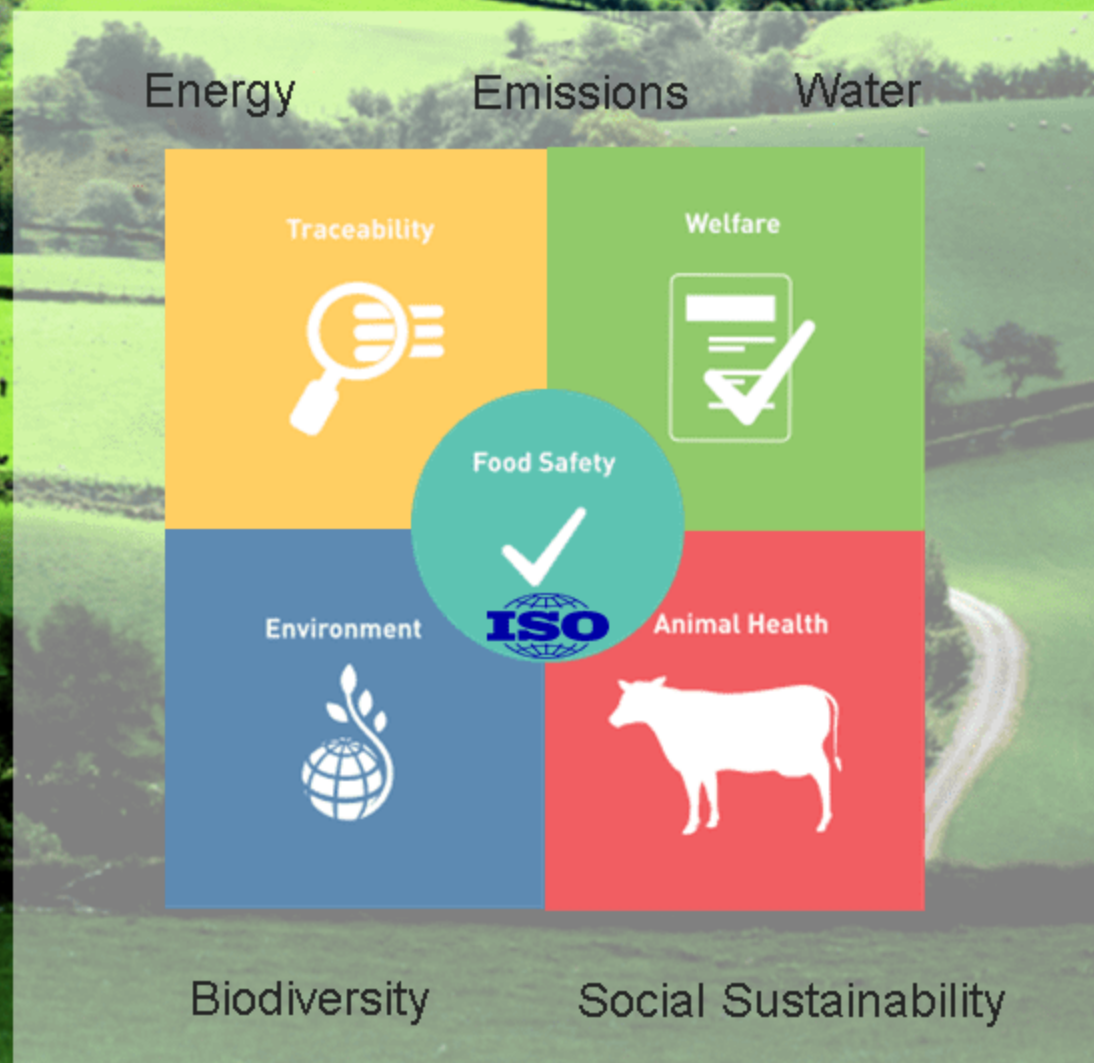 Energy Emissions Water
Traceability
Welfare
Food Safety
ISO
Environment
Animal Health
Biodiversity
Social Sustainability